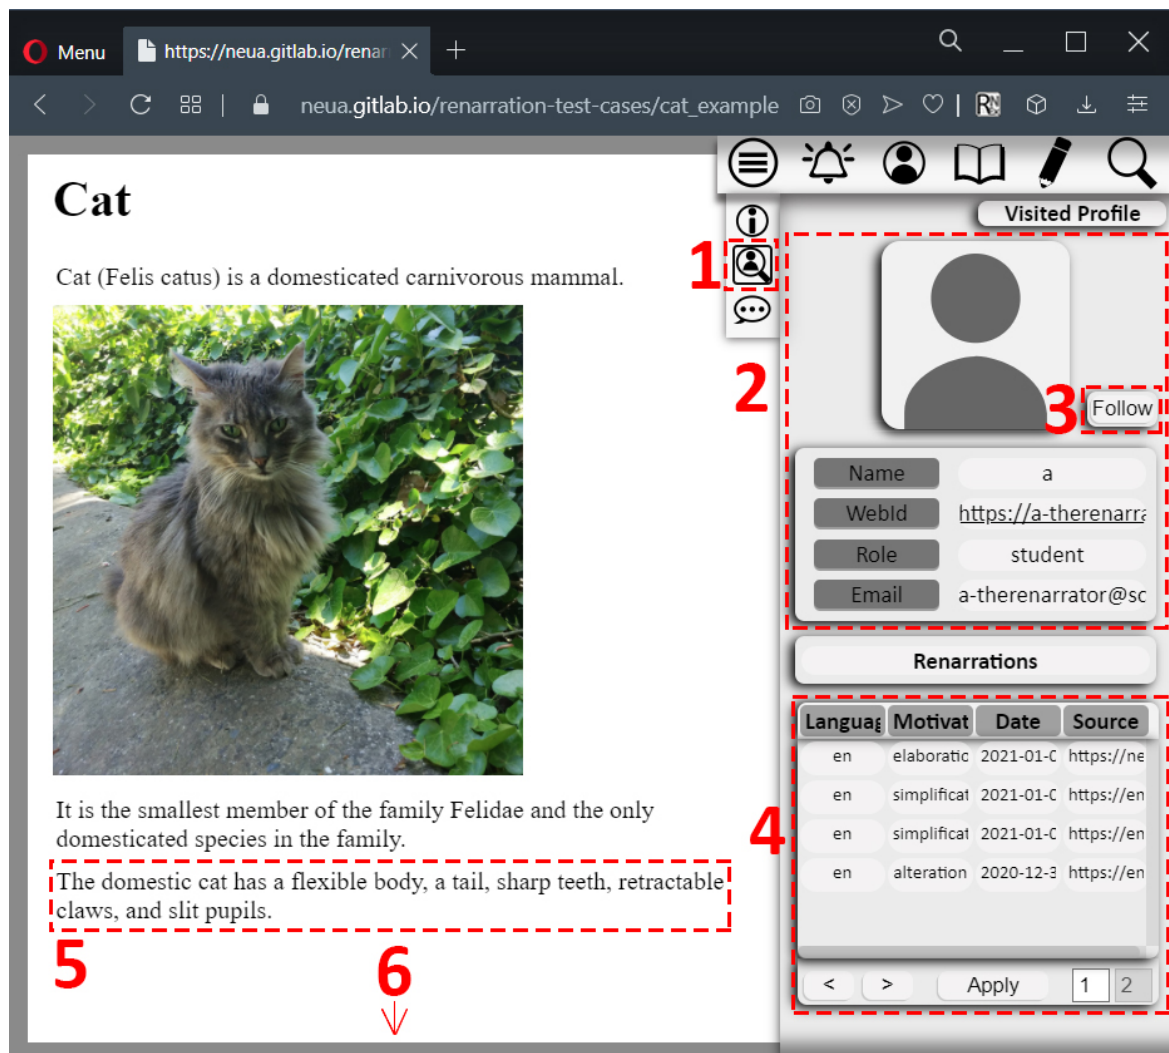 Menu
https://neua.gitlab.io/renar
neua.gitlab.io/renarration-test-cases/cat_example
RN
Cat
Cat (Felis catus) is a domesticated carnivorous mammal.
It is the smallest member of the family Felidae and the only
domesticated species in the family.
The domestic cat has a flexible body, a tail, sharp teeth, retractable
claws, and slit pupils.
5
6
1
2
Visited Profile
3
Follow
Name a
WebId https://a-therenarra
Role student
Email a-therenarrator@so
Renarrations
4
Languag Motivat Date Source
en elaboratio 2021-01-0 https://ne
en simplificat 2021-01-0 https://en
en simplificat 2021-01-0 https://en
en alteration 2020-12-3 https://en
< > Apply 1 2